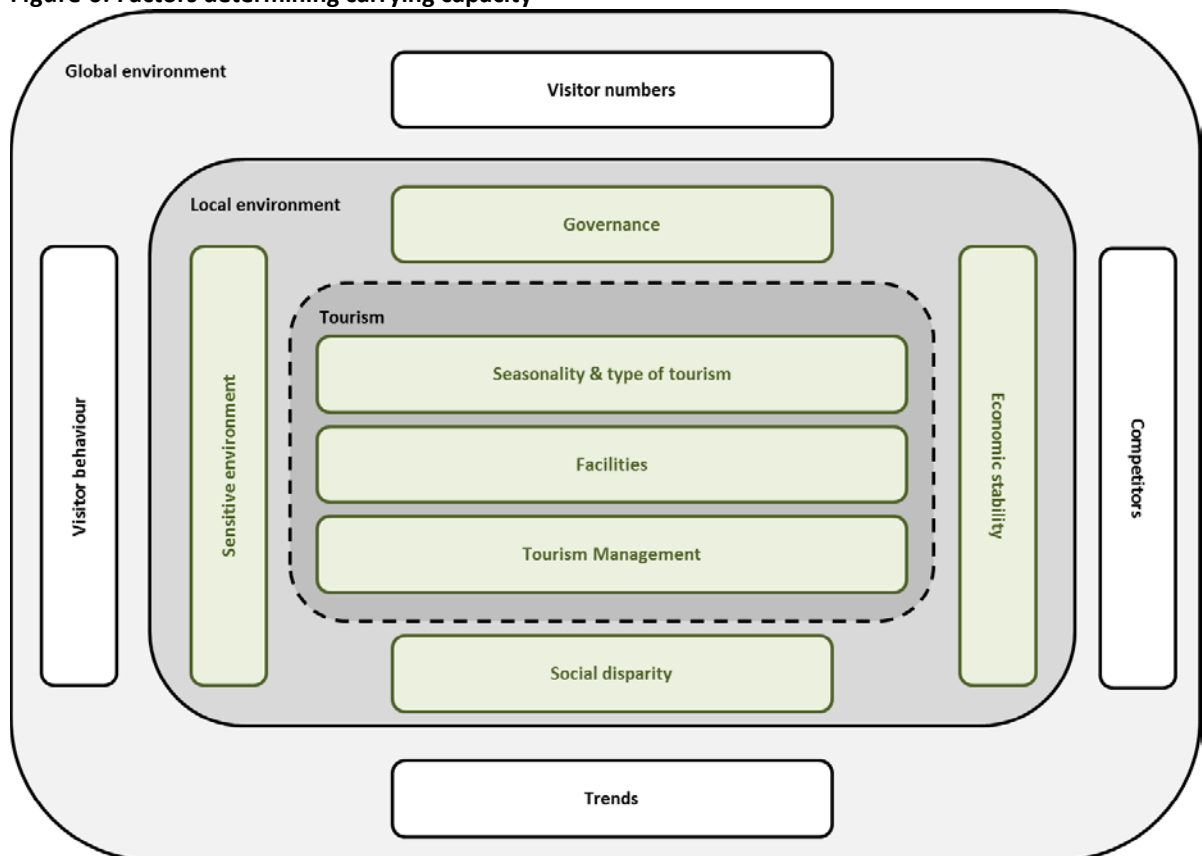 Global environment
Visitor numbers
Local environment
Governance
Visitor behaviour
Sensitive environment
Tourism
Seasonality & type of tourism
Facilities
Tourism Management
Economic stability
Competitors
Social disparity
Trends